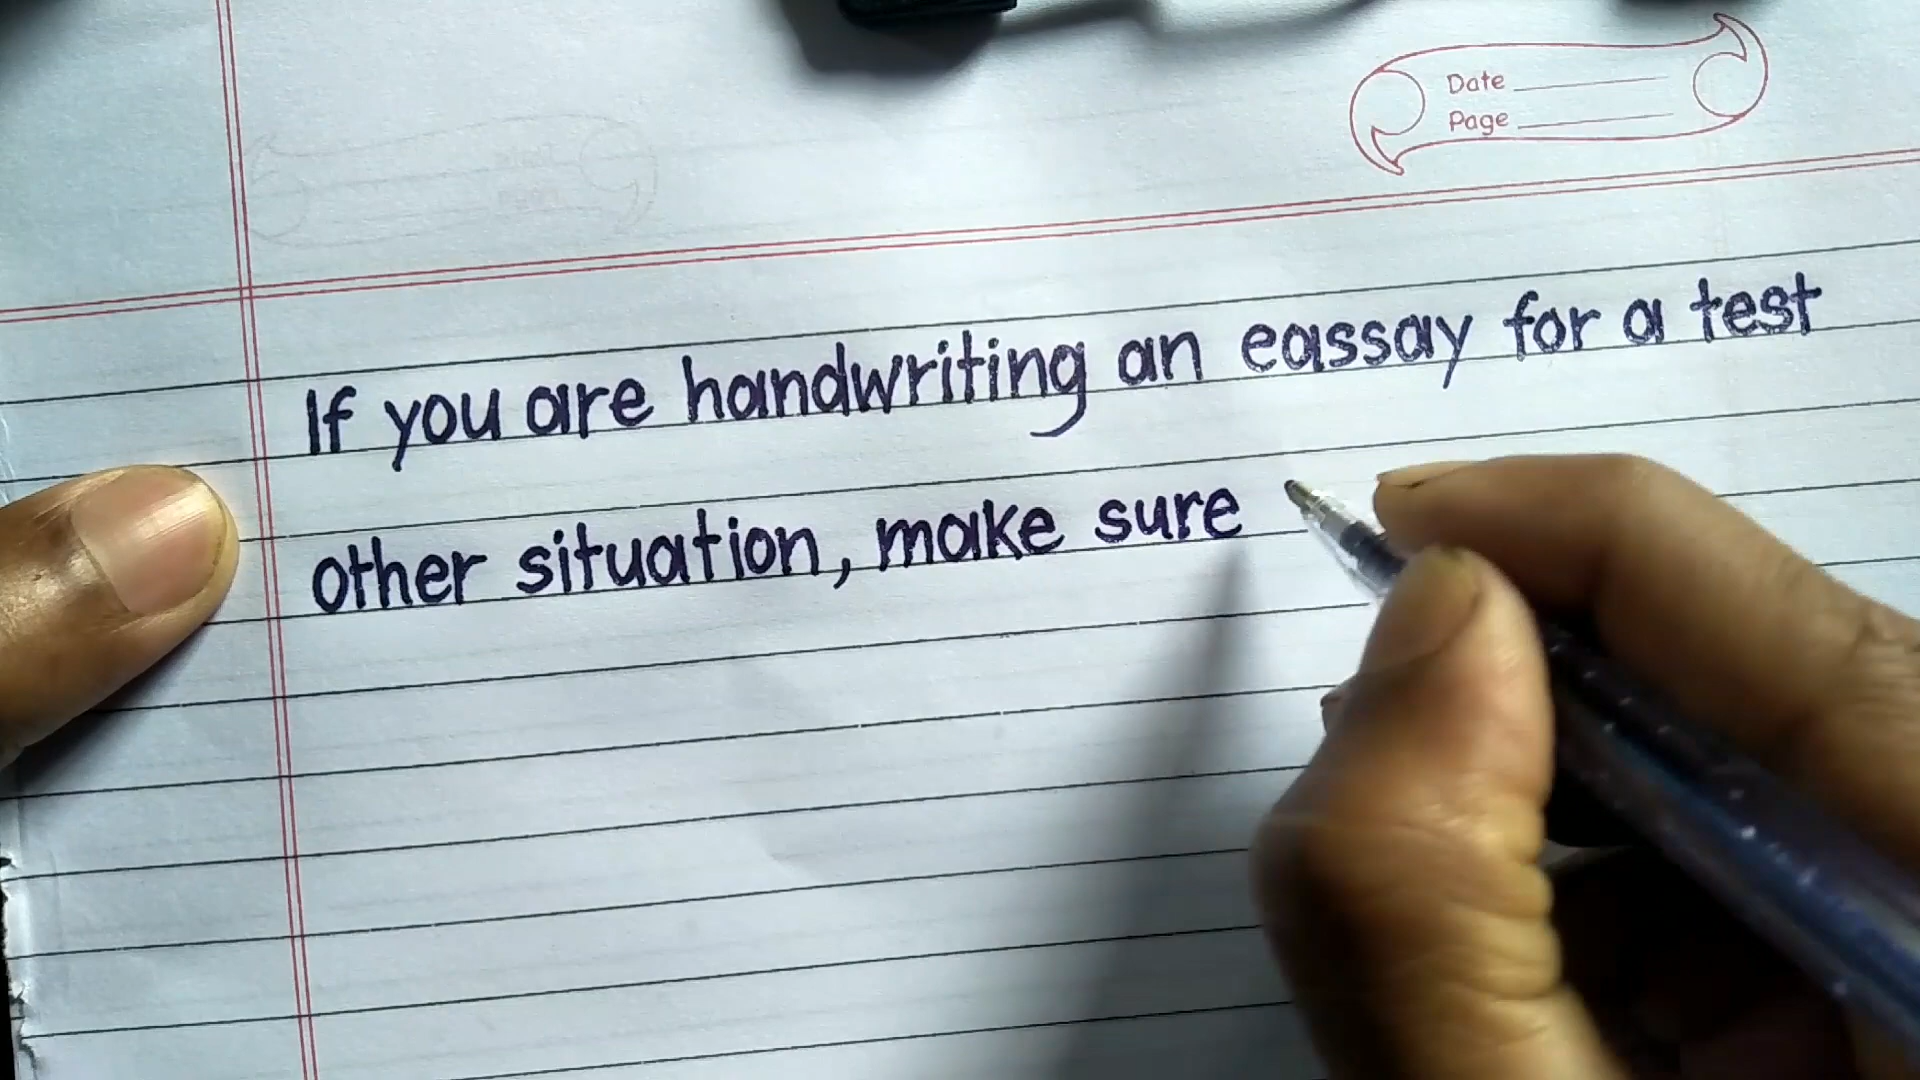 Date
Page
If you are handwriting an eassay for a test
other situation, make sure